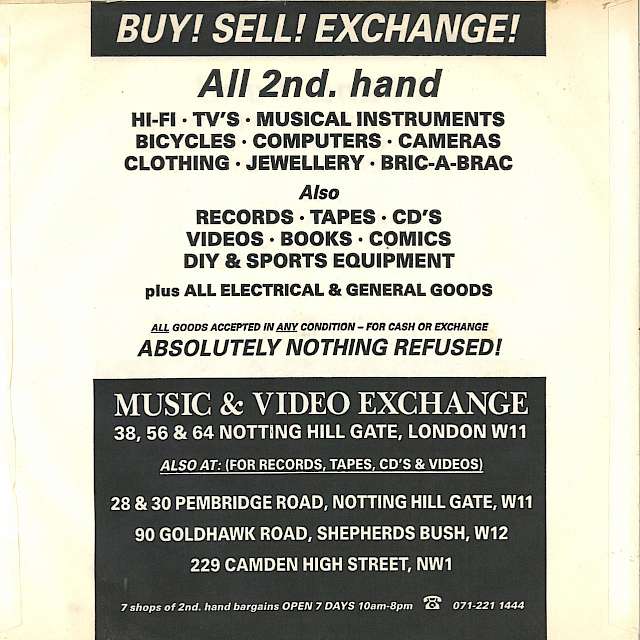 BUY! SELL! EXCHANGE!
All 2nd. hand
HI-FI · TV'S · MUSICAL INSTRUMENTS
BICYCLES · COMPUTERS · CAMERAS
CLOTHING · JEWELLERY · BRIC-A-BRAC
Also
RECORDS · TAPES · CD'S
VIDEOS · BOOKS · COMICS
DIY & SPORTS EQUIPMENT
plus ALL ELECTRICAL & GENERAL GOODS
ALL GOODS ACCEPTED IN ANY CONDITION – FOR CASH OR EXCHANGE
ABSOLUTELY NOTHING REFUSED!
MUSIC & VIDEO EXCHANGE
38, 56 & 64 NOTTING HILL GATE, LONDON W11
ALSO AT: (FOR RECORDS, TAPES, CD'S & VIDEOS)
28 & 30 PEMBRIDGE ROAD, NOTTING HILL GATE, W11
90 GOLDHAWK ROAD, SHEPHERDS BUSH, W12
229 CAMDEN HIGH STREET, NW1
7 shops of 2nd. hand bargains OPEN 7 DAYS 10am-8pm ☎ 071-221 1444